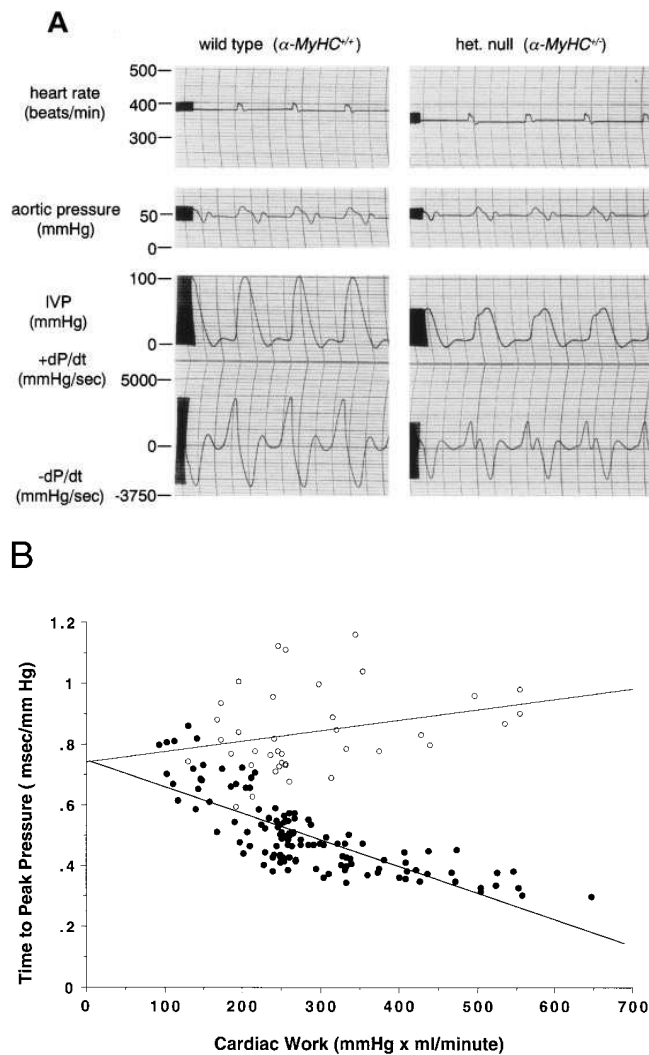 A
wild type (α-MyHC+/+)
het. null (α-MyHC+/-)
heart rate
(beats/min)
500
400
300
aortic pressure
(mmHg)
50
0
IVP
(mmHg)
100
0
+dP/dt
(mmHg/sec)
5000
0
-dP/dt
(mmHg/sec)
-3750
B
Time to Peak Pressure ( msec/mm Hg)
1.2
1
.8
.6
.4
.2
0
0
100
200
300
400
500
600
700
Cardiac Work (mmHg x ml/minute)